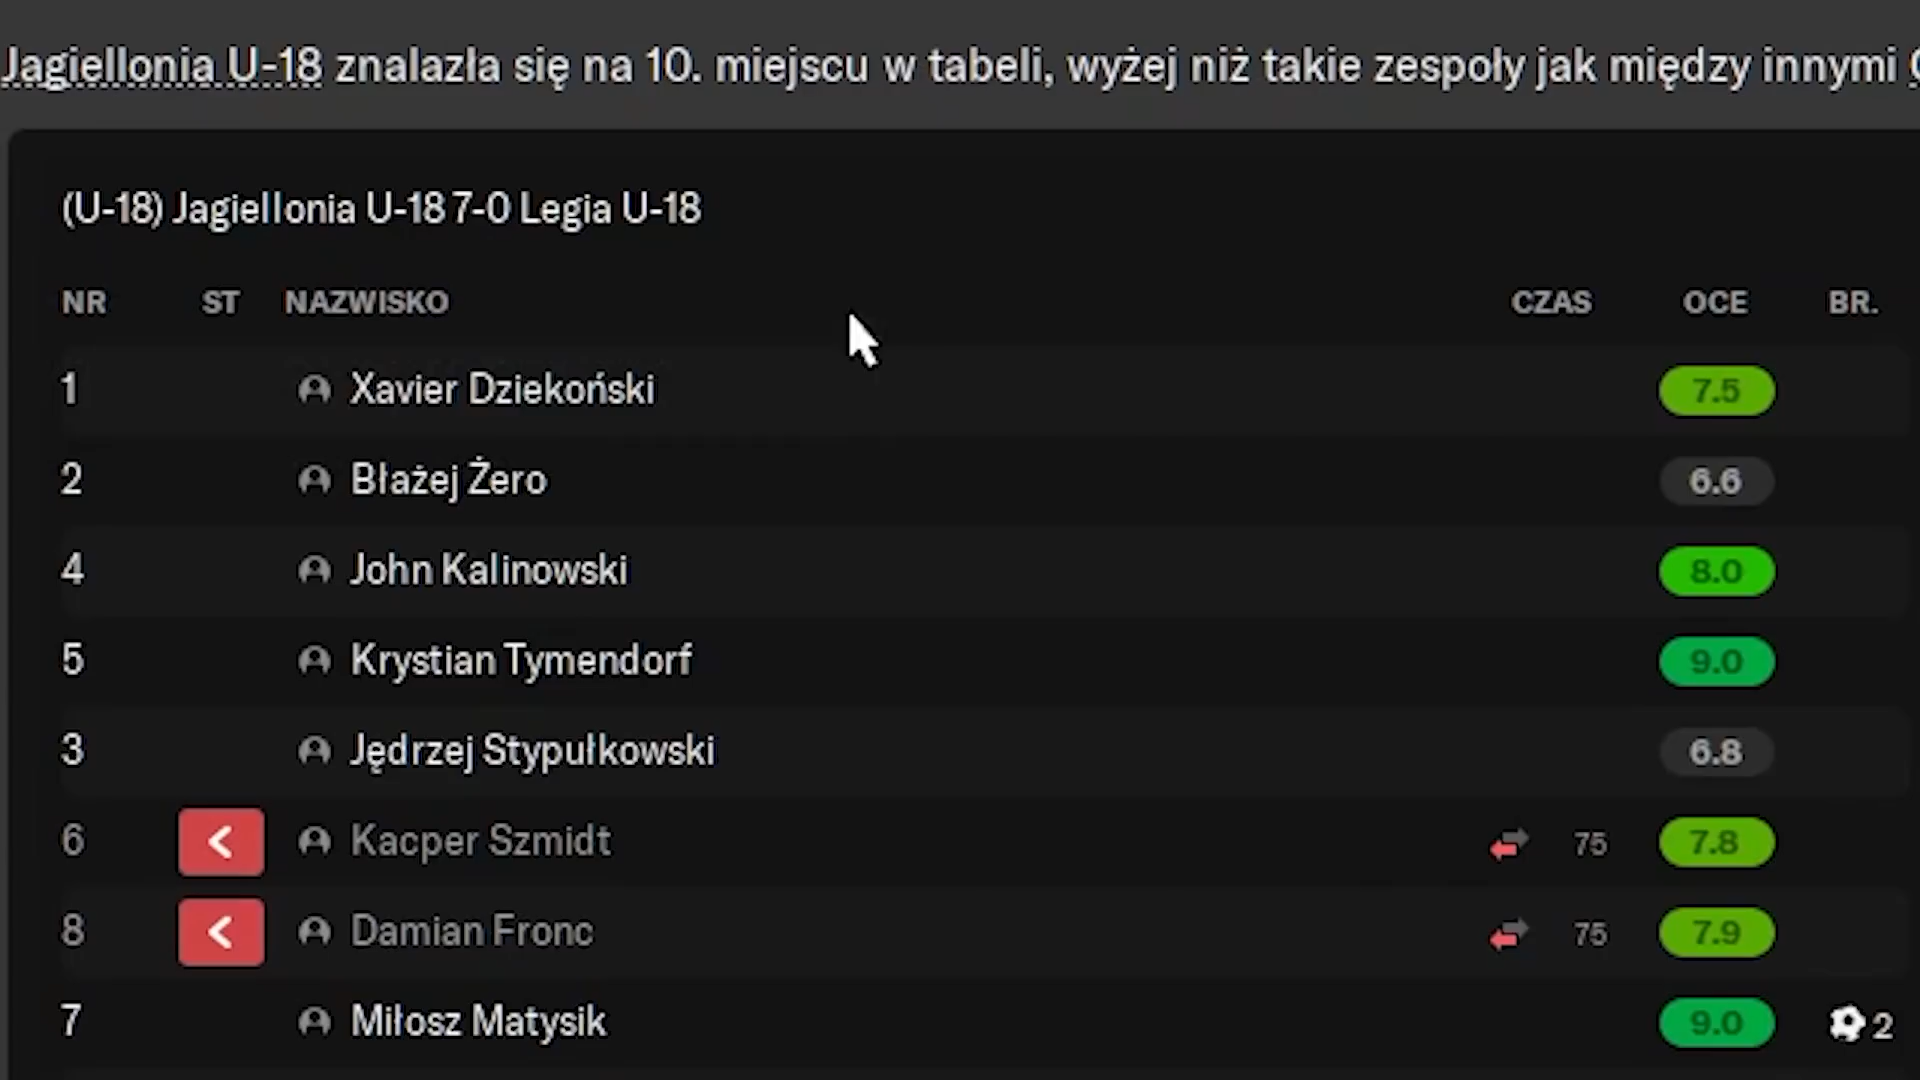 Jagiellonia U-18 znalazła się na 10. miejscu w tabeli, wyżej niż takie zespoły jak między innymi
(U-18) Jagiellonia U-18 7-0 Legia U-18
NR ST NAZWISKO CZAS OCE BR.
1 Xavier Dziekoński 7.5
2 Błażej Żero 6.6
4 John Kalinowski 8.0
5 Krystian Tymendorf 9.0
3 Jędrzej Stypułkowski 6.8
6 Kacper Szmidt 75 7.8
8 Damian Fronc 75 7.9
7 Miłosz Matysik 9.0 2